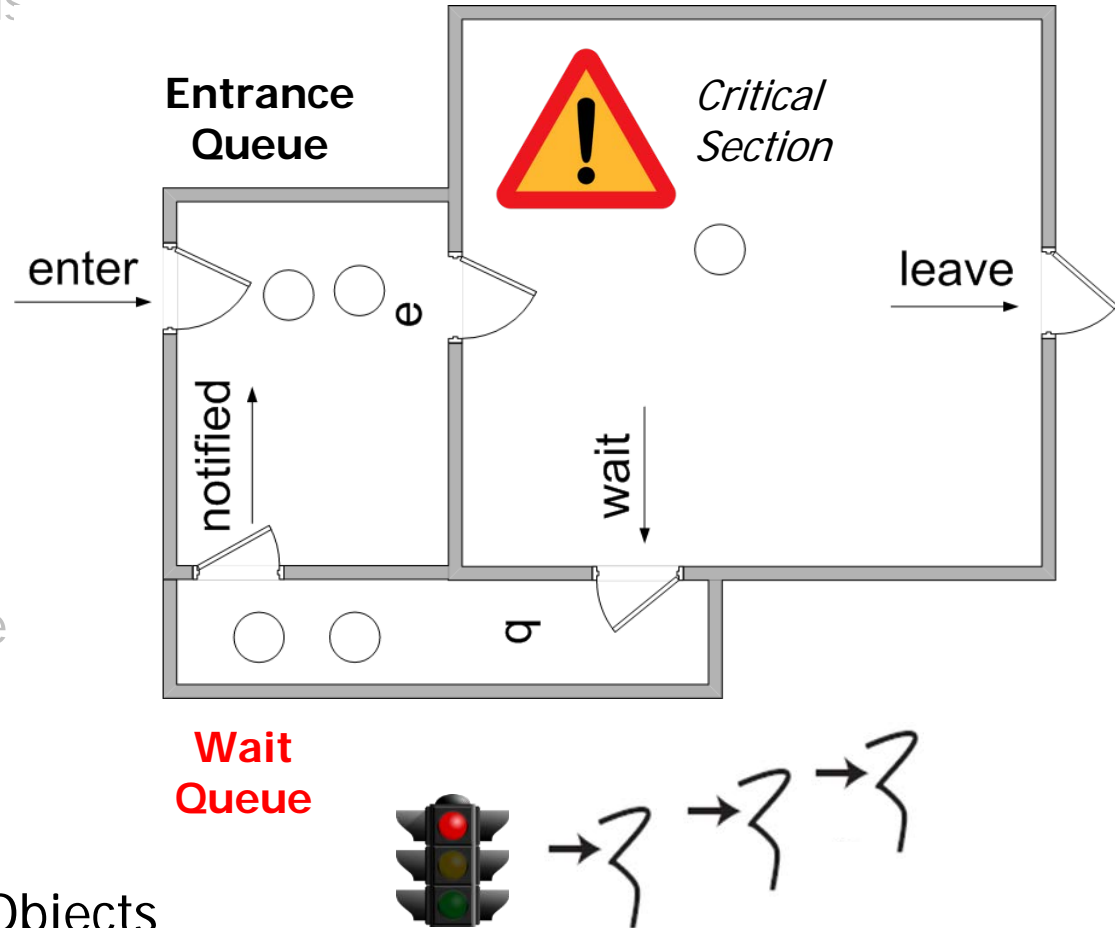 Entrance
Queue
Critical
Section
enter
e
leave
notified
wait
q
Wait
Queue
Objects